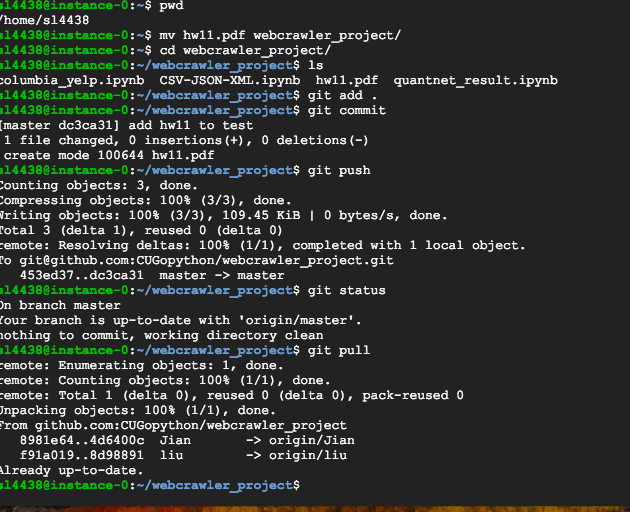 sl4438@instance-0:~$ pwd
/home/sl4438
sl4438@instance-0:~$ mv hw11.pdf webcrawler_project/
sl4438@instance-0:~$ cd webcrawler_project/
sl4438@instance-0:~/webcrawler_project$ ls
columbia_yelp.ipynb  CSV-JSON-XML.ipynb  hw11.pdf  quantnet_result.ipynb
sl4438@instance-0:~/webcrawler_project$ git add .
sl4438@instance-0:~/webcrawler_project$ git commit
[master dc3ca31] add hw11 to test
 1 file changed, 0 insertions(+), 0 deletions(-)
 create mode 100644 hw11.pdf
sl4438@instance-0:~/webcrawler_project$ git push
Counting objects: 3, done.
Compressing objects: 100% (3/3), done.
Writing objects: 100% (3/3), 109.45 KiB | 0 bytes/s, done.
Total 3 (delta 1), reused 0 (delta 0)
remote: Resolving deltas: 100% (1/1), completed with 1 local object.
To git@github.com:CUGopython/webcrawler_project.git
   453ed37..dc3ca31  master -> master
sl4438@instance-0:~/webcrawler_project$ git status
On branch master
Your branch is up-to-date with 'origin/master'.
nothing to commit, working directory clean
sl4438@instance-0:~/webcrawler_project$ git pull
remote: Enumerating objects: 1, done.
remote: Counting objects: 100% (1/1), done.
remote: Total 1 (delta 0), reused 0 (delta 0), pack-reused 0
Unpacking objects: 100% (1/1), done.
From github.com:CUGopython/webcrawler_project
   8981e64..4d6400c  Jian       -> origin/Jian
   f91a019..8d98891  liu        -> origin/liu
Already up-to-date.
sl4438@instance-0:~/webcrawler_project$